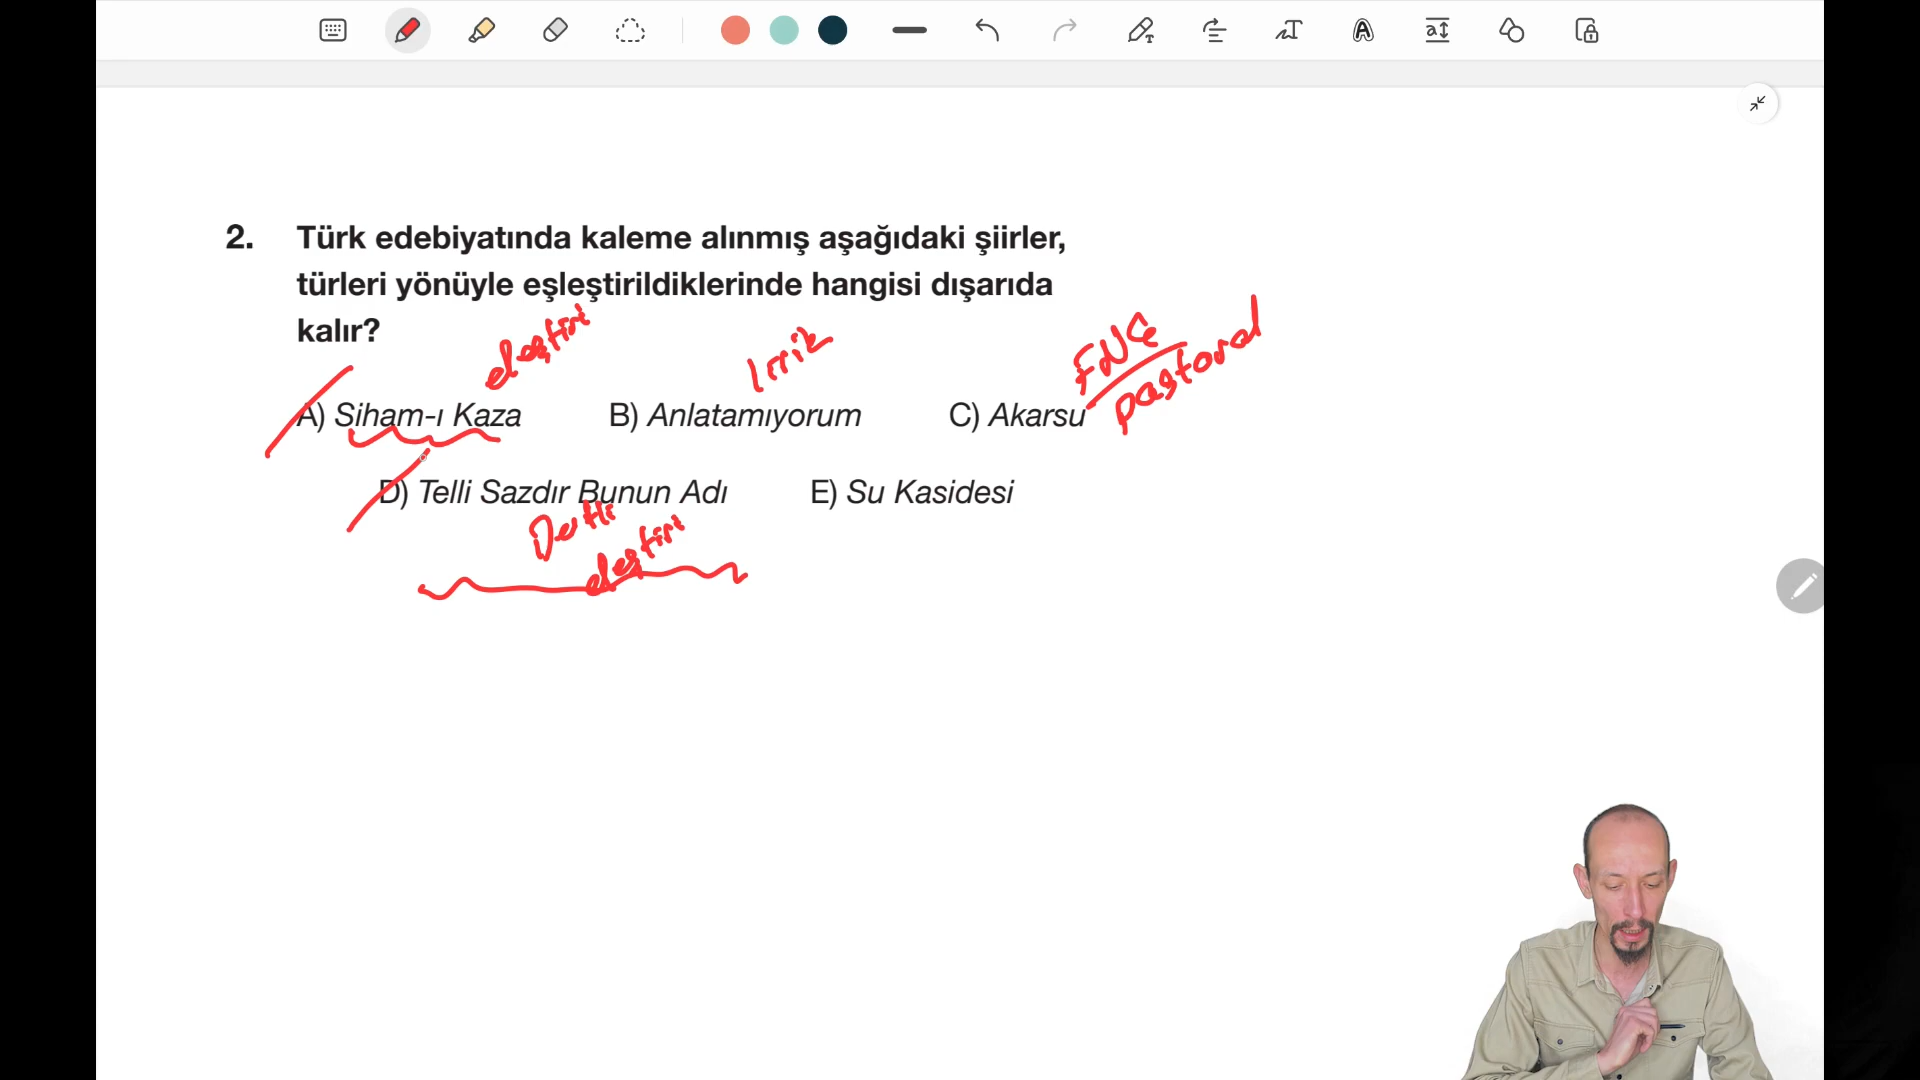 2. Türk edebiyatında kaleme alınmış aşağıdaki şiirler,
türleri yönüyle eşleştirildiklerinde hangisi dışarıda
kalır?
eleştiri
lirik
FNÇ
pastoral
A) Siham-ı Kaza B) Anlatamıyorum C) Akarsu
D) Telli Sazdır Bunun Adı E) Su Kasidesi
Dertli
eleştiri